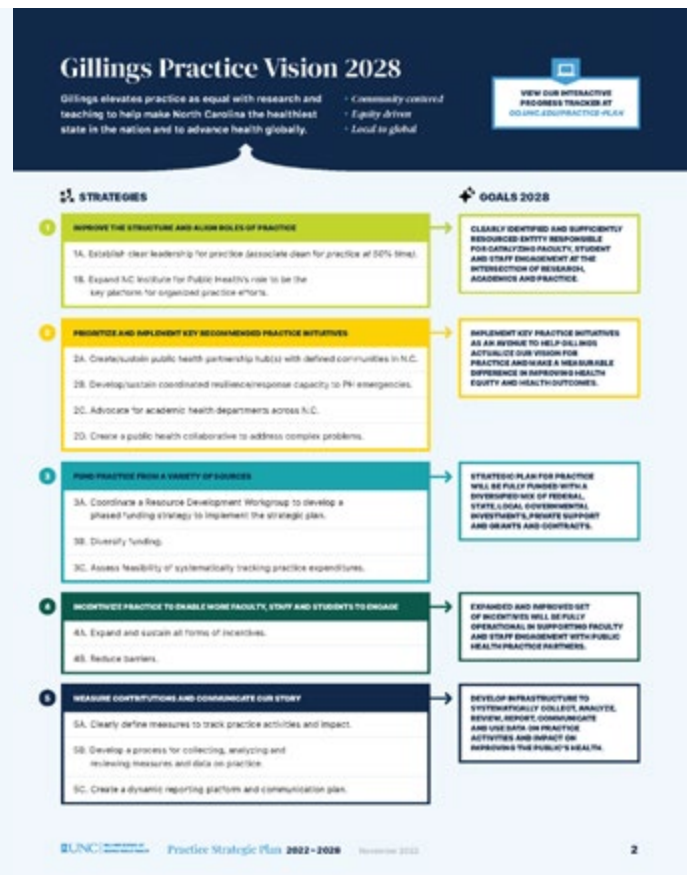 Gillings Practice Vision 2028
Gillings elevates practice as equal with research and
teaching to help make North Carolina the healthiest
state in the nation and to advance health globally.
• Community centered
• Equity driven
• Local to global
VIEW OUR INTERACTIVE
PROGRESS TRACKER AT
GO.UNC.EDU/PRACTICE-PLAN
STRATEGIES
GOALS 2028
1
IMPROVE THE STRUCTURE AND ALIGN ROLES OF PRACTICE
1A. Establish clear leadership for practice (associate dean for practice at 50% time).
1B. Expand NC Institute for Public Health's role to be the
key platform for organized practice efforts.
CLEARLY IDENTIFIED AND SUFFICIENTLY
RESOURCED ENTITY RESPONSIBLE
FOR CATALYZING FACULTY, STUDENT
AND STAFF ENGAGEMENT AT THE
INTERSECTION OF RESEARCH,
ACADEMICS AND PRACTICE.
2
PRIORITIZE AND IMPLEMENT KEY RECOMMENDED PRACTICE INITIATIVES
2A. Create/sustain public health partnership hub(s) with defined communities in N.C.
2B. Develop/sustain coordinated resilience/response capacity to PH emergencies.
2C. Advocate for academic health departments across N.C.
2D. Create a public health collaborative to address complex problems.
IMPLEMENT KEY PRACTICE INITIATIVES
AS AN AVENUE TO HELP GILLINGS
ACTUALIZE OUR VISION FOR
PRACTICE AND MAKE A MEASURABLE
DIFFERENCE IN IMPROVING HEALTH
EQUITY AND HEALTH OUTCOMES.
3
FUND PRACTICE FROM A VARIETY OF SOURCES
3A. Coordinate a Resource Development Workgroup to develop a
phased funding strategy to implement the strategic plan.
3B. Diversify funding.
3C. Assess feasibility of systematically tracking practice expenditures.
STRATEGIC PLAN FOR PRACTICE
WILL BE FULLY FUNDED WITH A
DIVERSIFIED MIX OF FEDERAL,
STATE, LOCAL GOVERNMENTAL
INVESTMENTS, PRIVATE SUPPORT
AND GRANTS AND CONTRACTS.
4
INCENTIVIZE PRACTICE TO ENABLE MORE FACULTY, STAFF AND STUDENTS TO ENGAGE
4A. Expand and sustain all forms of incentives.
4B. Reduce barriers.
EXPANDED AND IMPROVED SET
OF INCENTIVES WILL BE FULLY
OPERATIONAL IN SUPPORTING FACULTY
AND STAFF ENGAGEMENT WITH PUBLIC
HEALTH PRACTICE PARTNERS.
5
MEASURE CONTRIBUTIONS AND COMMUNICATE OUR STORY
5A. Clearly define measures to track practice activities and impact.
5B. Develop a process for collecting, analyzing and
reviewing measures and data on practice.
5C. Create a dynamic reporting platform and communication plan.
DEVELOP INFRASTRUCTURE TO
SYSTEMATICALLY COLLECT, ANALYZE,
REVIEW, REPORT, COMMUNICATE
AND USE DATA ON PRACTICE
ACTIVITIES AND IMPACT ON
IMPROVING THE PUBLIC'S HEALTH.
UNC
Practice Strategic Plan 2022–2028
November 2022
2